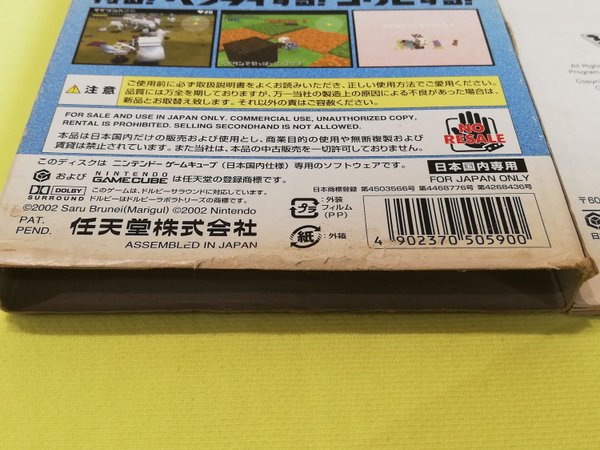 注意
ご使用前に必ず取扱説明書をよくお読みいただき、正しい使用方法でご愛用ください。
品質には万全を期しておりますが、万一当社の製造上の原因による不良があった場合は、
新品とお取替え致します。それ以外の責はご容赦ください。
FOR SALE AND USE IN JAPAN ONLY. COMMERCIAL USE, UNAUTHORIZED COPY,
RENTAL IS PROHIBITED. SELLING SECONDHAND IS NOT ALLOWED.
本品は日本国内だけの販売および使用とし、商業目的の使用や無断複製および
賃貸は禁止されています。また当社は、本品の中古販売を一切許可しておりません。
NO
RESALE
このディスクは ニンテンドーゲームキューブ(日本国内仕様)専用のソフトウェアです。
および NINTENDO GAMECUBE は任天堂の登録商標です。
DOLBY SURROUND
このゲームは、ドルビーサラウンドに対応しています。
ドルビーはドルビーラボラトリーズの商標です。
日本国内専用
FOR JAPAN ONLY
日本商標登録 第4503566号 第4468776号 第4268436号
©2002 Saru Brunei(Marigul) ©2002 Nintendo
PAT.
PEND.
任天堂株式会社
ASSEMBLED IN JAPAN
プラ
:外装
フィルム
(PP)
紙
:外箱
4 902370 505900
All Rights
Program
Copyright
〒60